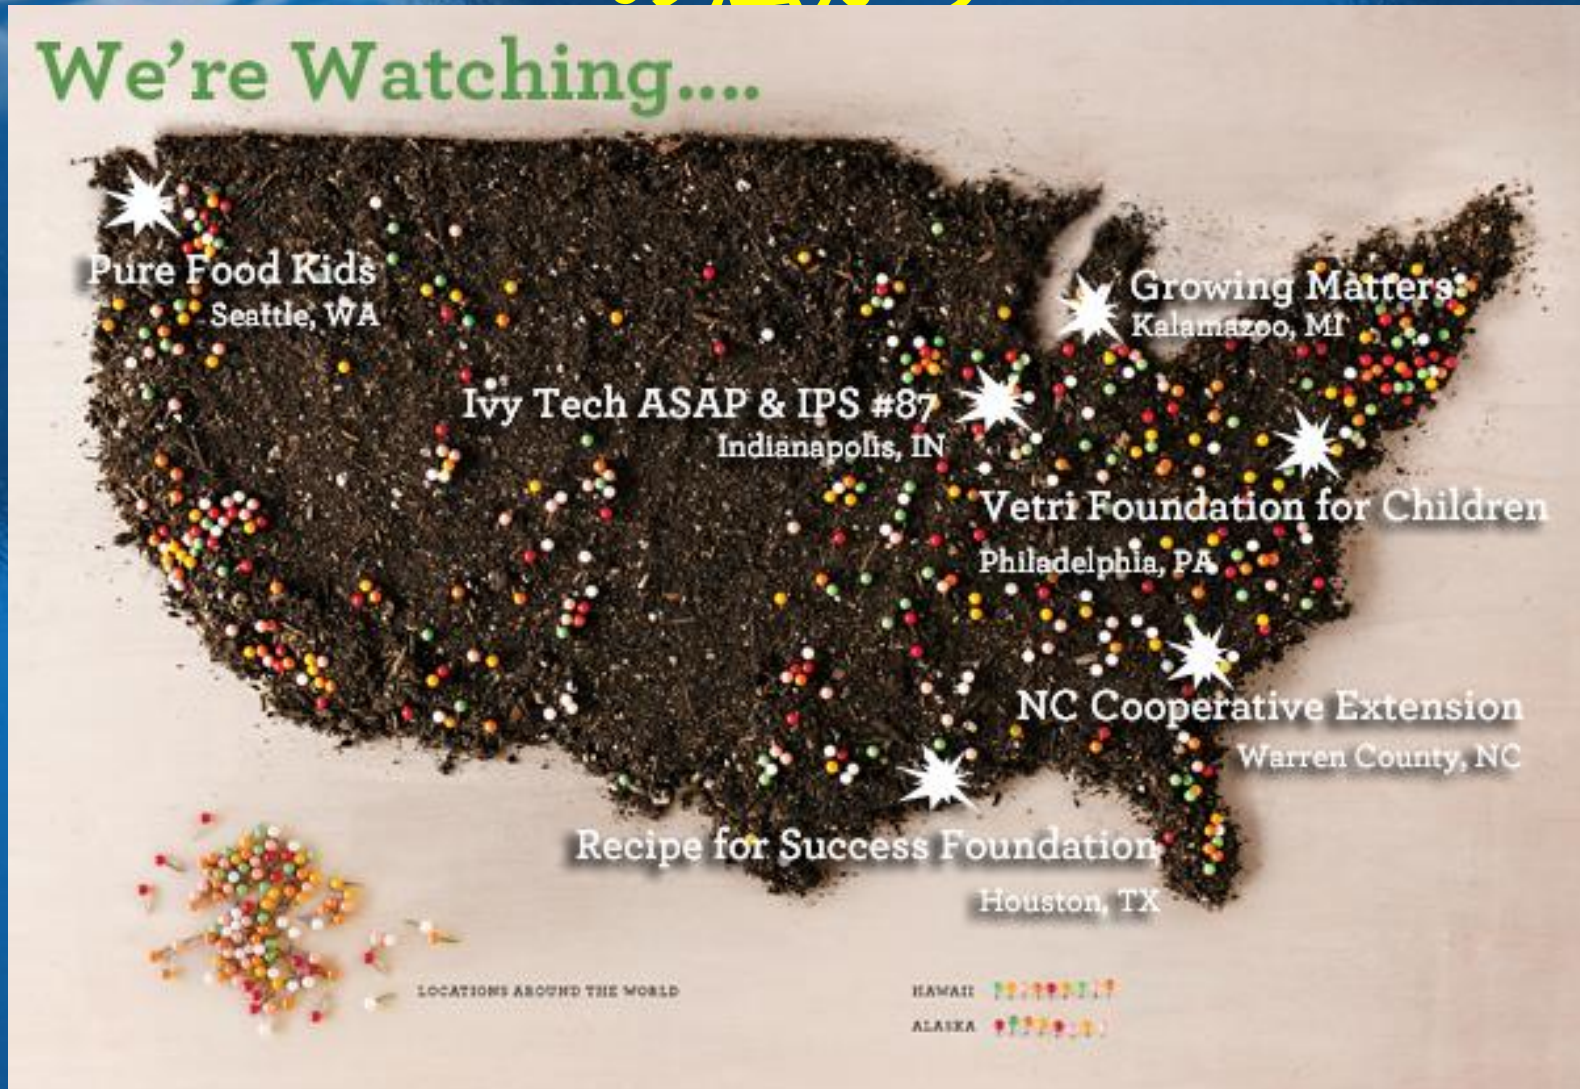 We're Watching....
Pure Food Kids
Seattle, WA
Growing Matters
Kalamazoo, MI
Ivy Tech ASAP & IPS #87
Indianapolis, IN
Vetri Foundation for Children
Philadelphia, PA
NC Cooperative Extension
Warren County, NC
Recipe for Success Foundation
Houston, TX
LOCATIONS AROUND THE WORLD
HAWAII
ALASKA